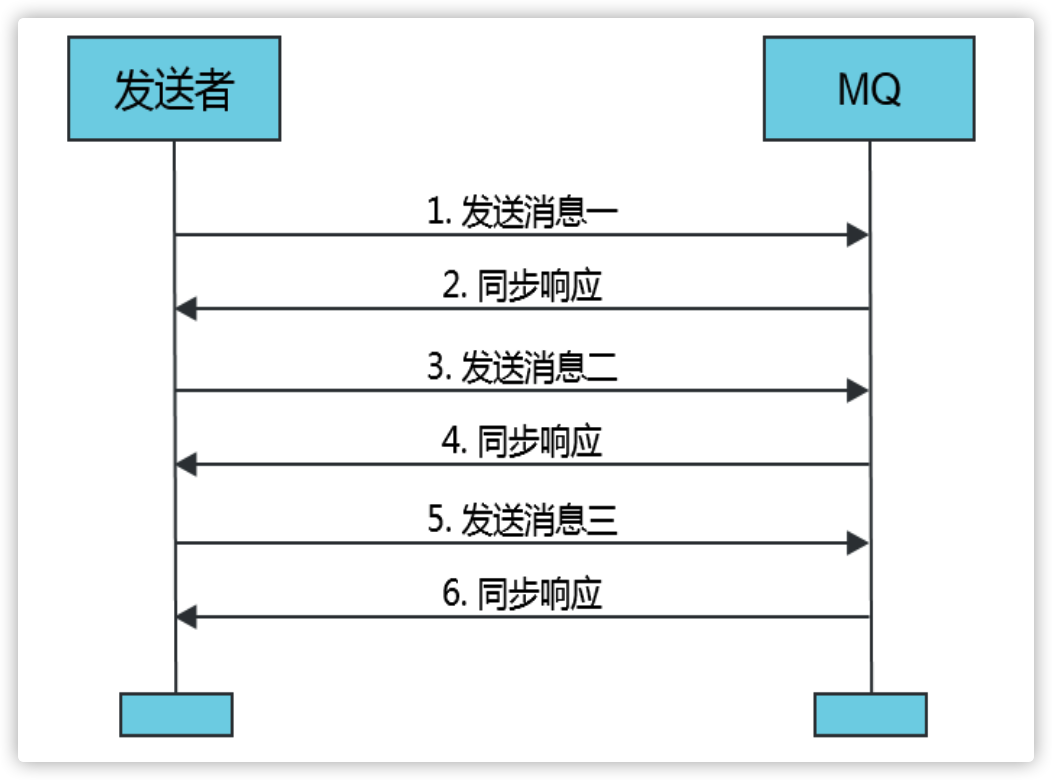 发送者
MQ
1. 发送消息一
2. 同步响应
3. 发送消息二
4. 同步响应
5. 发送消息三
6. 同步响应